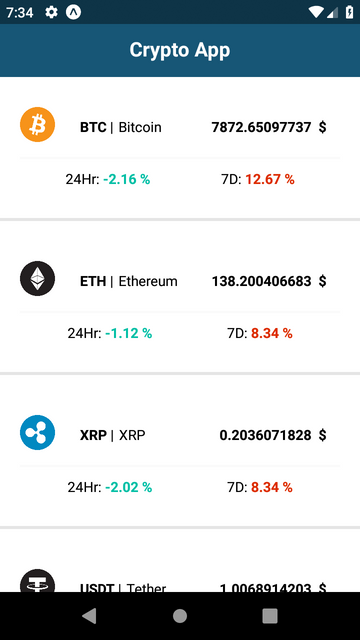 7:34
Crypto App
BTC | Bitcoin 7872.65097737 $
24Hr: -2.16 % 7D: 12.67 %
ETH | Ethereum 138.200406683 $
24Hr: -1.12 % 7D: 8.34 %
XRP | XRP 0.2036071828 $
24Hr: -2.02 % 7D: 8.34 %
USDT | Tether 1.0068914203 $